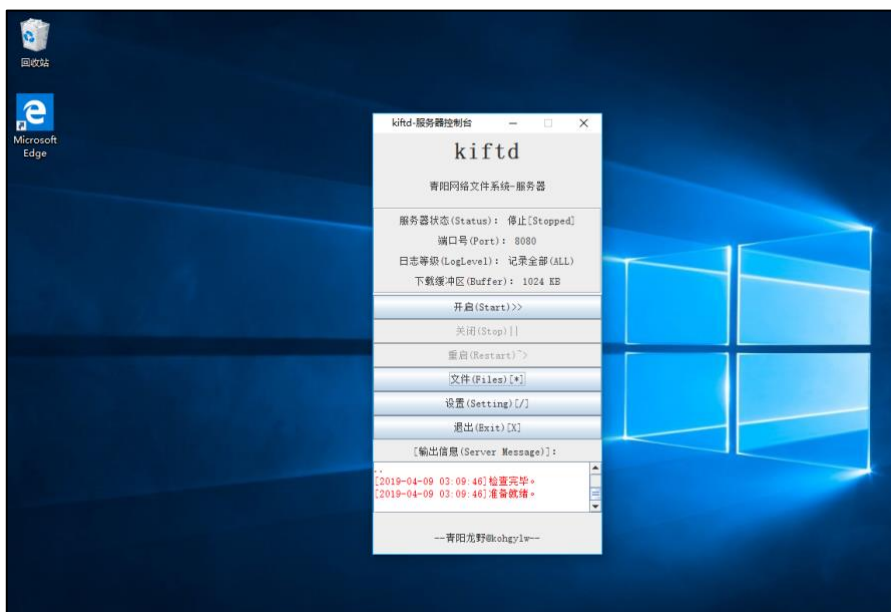 回收站
Microsoft
Edge
kiftd-服务器控制台
kiftd
青阳网络文件系统-服务器
服务器状态(Status)： 停止[Stopped]
端口号(Port)： 8080
日志等级(LogLevel)： 记录全部(ALL)
下载缓冲区(Buffer)： 1024 KB
开启(Start)>>
关闭(Stop)||
重启(Restart)~>
文件(Files)[*]
设置(Setting)[/]
退出(Exit)[X]
[输出信息(Server Message)]：
..
[2019-04-09 03:09:46]检查完毕。
[2019-04-09 03:09:46]准备就绪。
--青阳龙野@kohgylw--